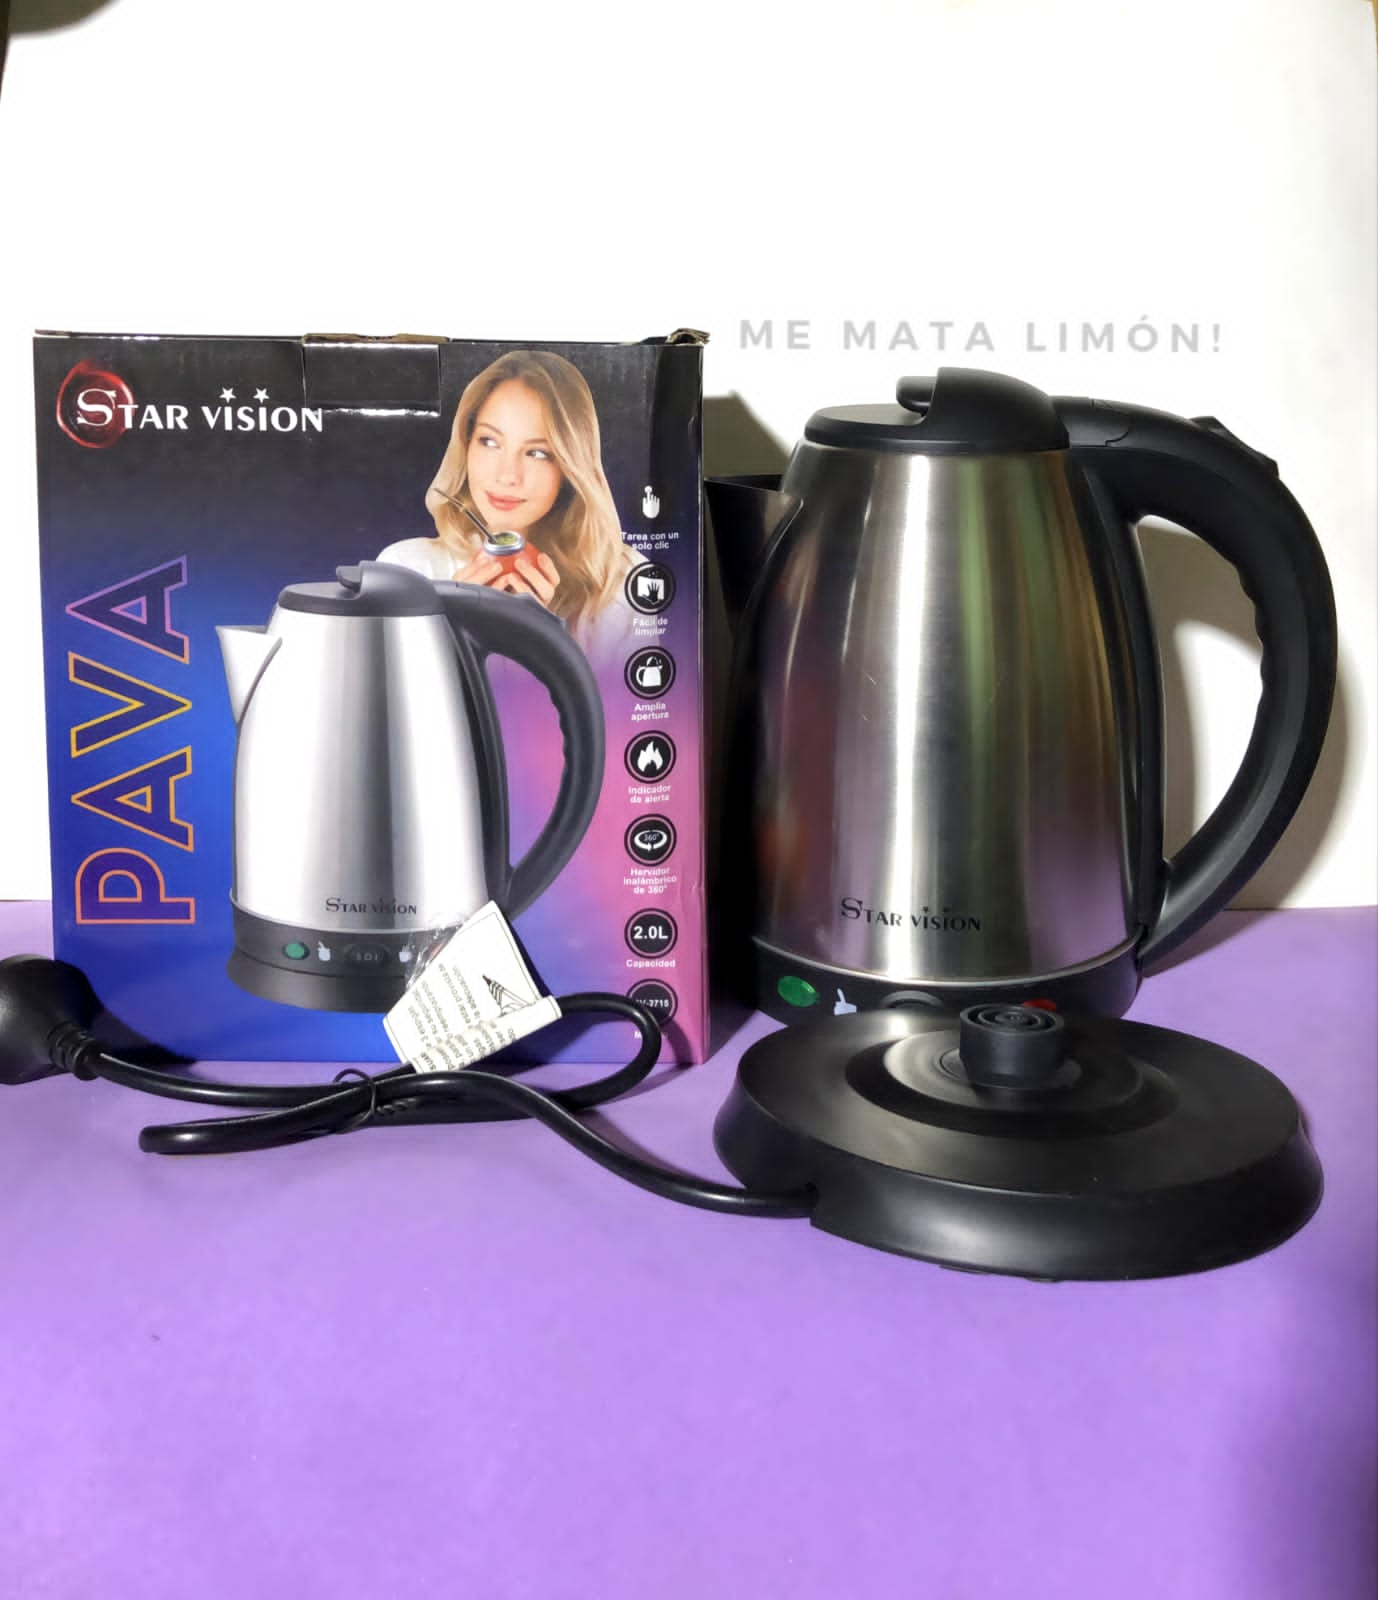 ME MATA LIMÓN!
STAR VISION
PAVA
Tarea con un
solo clic
Fácil de
limpiar
Amplia
apertura
Indicador
de alerta
360°
Hervidor
inalámbrico
de 360°
2.0L
Capacidad
STAR VISION
STAR VISION